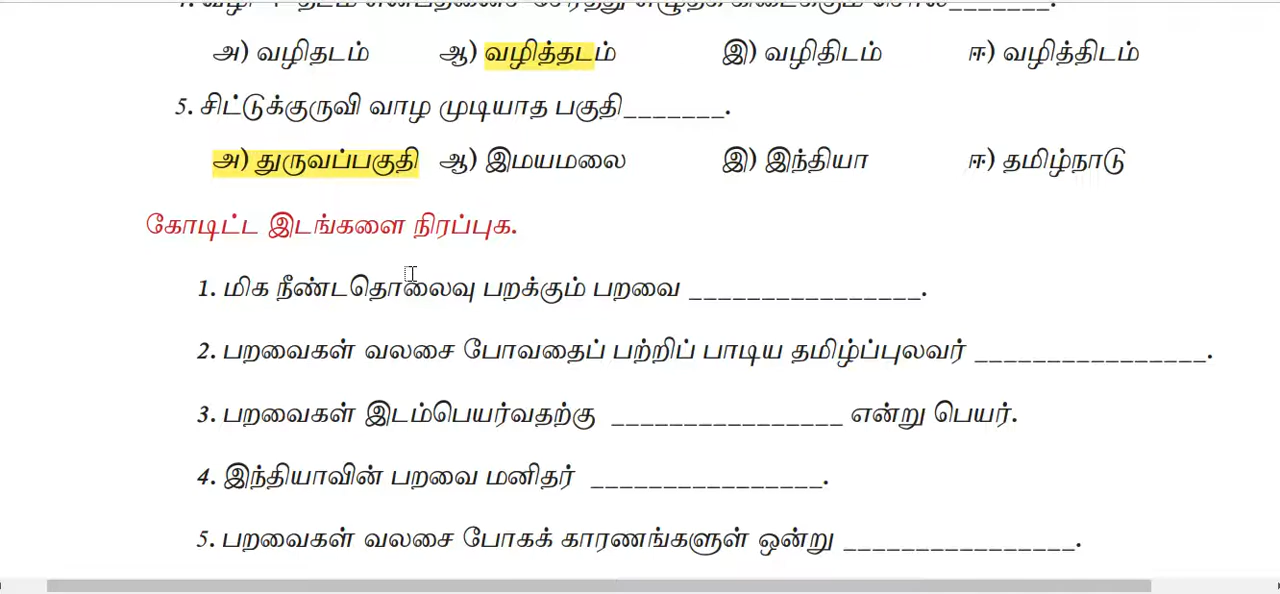 அ) வழிதடம் ஆ) வழித்தடம் இ) வழிதிடம் ஈ) வழித்திடம்
5. சிட்டுக்குருவி வாழ முடியாத பகுதி_______.
அ) துருவப்பகுதி ஆ) இமயமலை இ) இந்தியா ஈ) தமிழ்நாடு
கோடிட்ட இடங்களை நிரப்புக.
1. மிக நீண்டதொலைவு பறக்கும் பறவை ________________.
2. பறவைகள் வலசை போவதைப் பற்றிப் பாடிய தமிழ்ப்புலவர் ________________.
3. பறவைகள் இடம்பெயர்வதற்கு ________________ என்று பெயர்.
4. இந்தியாவின் பறவை மனிதர் ________________.
5. பறவைகள் வலசை போகக் காரணங்களுள் ஒன்று ________________.